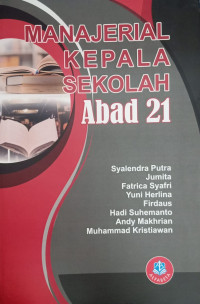 MANAJERIAL
KEPALA
SEKOLAH
Abad 21
Syalendra Putra
Jumita
Fatrica Syafri
Yuni Herlina
Firdaus
Hadi Suhemanto
Andy Makhrian
Muhammad Kristiawan